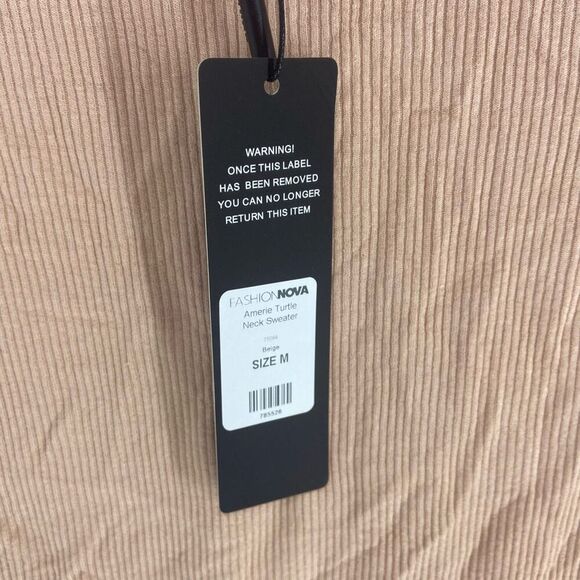 WARNING!
ONCE THIS LABEL
HAS BEEN REMOVED
YOU CAN NO LONGER
RETURN THIS ITEM
FASHIONNOVA
Amerie Turtle
Neck Sweater
Beige
SIZE M
785526